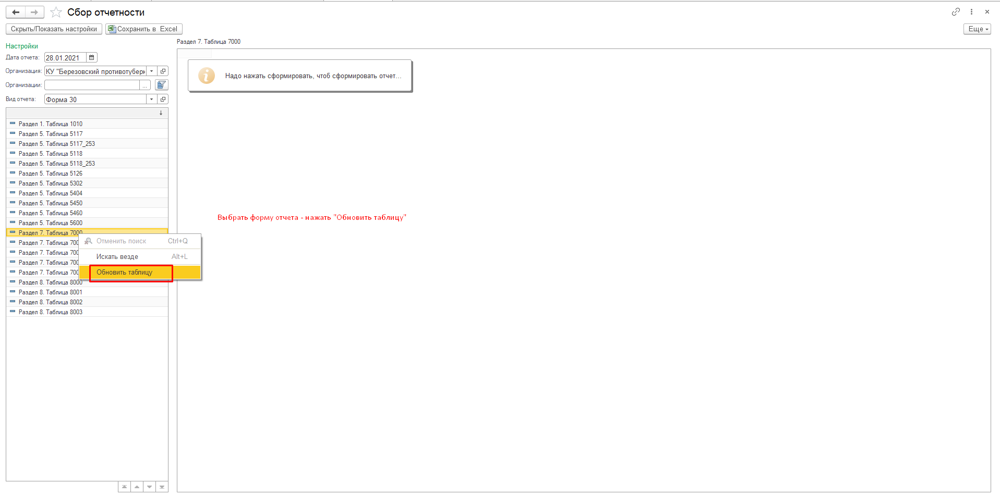 Сбор отчетности
Скрыть/Показать настройки
Сохранить в Excel
Еще
Настройки
Раздел 7. Таблица 7000
Дата отчета: 28.01.2021
Организация: КУ "Березовский противотуберк
Организации: ...
Вид отчета: Форма 30
Надо нажать сформировать, чтоб сформировать отчет...
Раздел 1. Таблица 1010
Раздел 5. Таблица 5117
Раздел 5. Таблица 5117_253
Раздел 5. Таблица 5118
Раздел 5. Таблица 5118_253
Раздел 5. Таблица 5126
Раздел 5. Таблица 5302
Раздел 5. Таблица 5404
Раздел 5. Таблица 5450
Раздел 5. Таблица 5460
Раздел 5. Таблица 5600
Раздел 7. Таблица 7000
Раздел 7. Таблица 700
Раздел 7. Таблица 700
Раздел 7. Таблица 700
Раздел 7. Таблица 700
Раздел 8. Таблица 8000
Раздел 8. Таблица 8001
Раздел 8. Таблица 8002
Раздел 8. Таблица 8003
Отменить поиск Ctrl+Q
Искать везде Alt+L
Обновить таблицу
Выбрать форму отчета - нажать "Обновить таблицу"